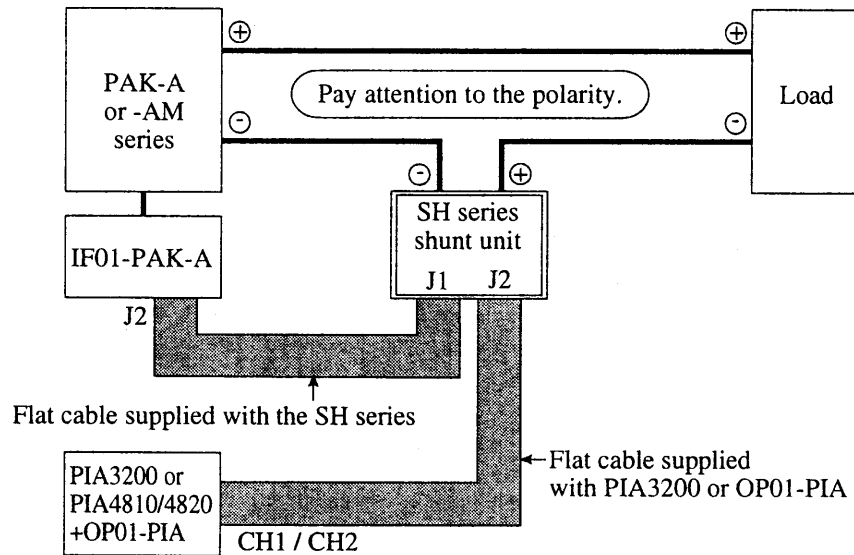 ⊕
⊕
PAK-A
or -AM
series
Pay attention to the polarity.
Load
⊖
⊖
⊖
⊕
SH series
shunt unit
IF01-PAK-A
J1
J2
J2
Flat cable supplied with the SH series
Flat cable supplied
with PIA3200 or OP01-PIA
PIA3200 or
PIA4810/4820
+OP01-PIA
CH1 / CH2